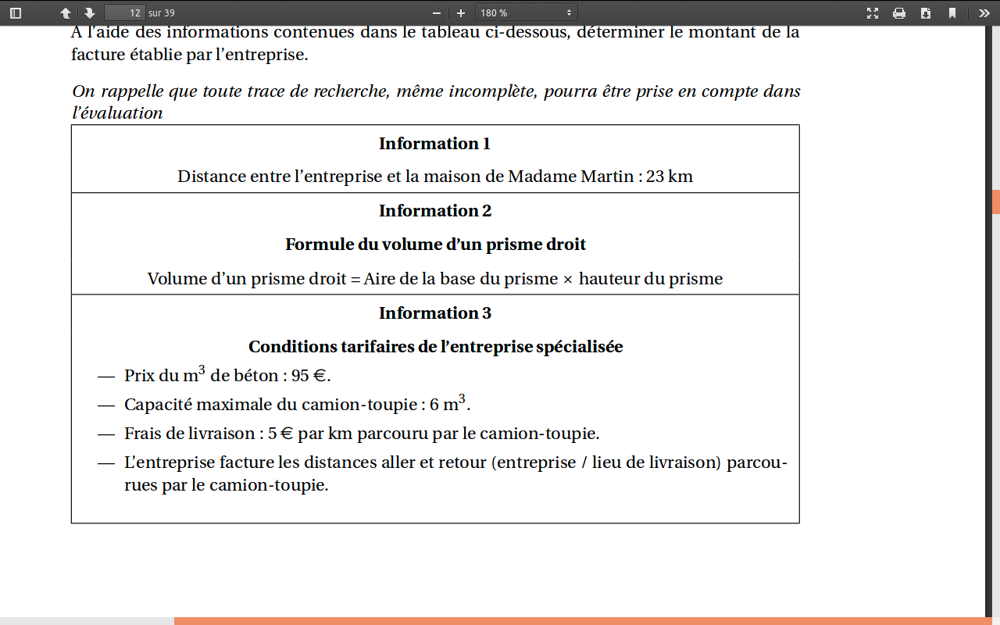 12 sur 39
180 %
A l'aide des informations contenues dans le tableau ci-dessous, déterminer le montant de la
facture établie par l'entreprise.
On rappelle que toute trace de recherche, même incomplète, pourra être prise en compte dans
l'évaluation
Information 1
Distance entre l'entreprise et la maison de Madame Martin : 23 km
Information 2
Formule du volume d'un prisme droit
Volume d'un prisme droit = Aire de la base du prisme × hauteur du prisme
Information 3
Conditions tarifaires de l'entreprise spécialisée
— Prix du m³ de béton : 95 €.
— Capacité maximale du camion-toupie : 6 m³.
— Frais de livraison : 5 € par km parcouru par le camion-toupie.
— L'entreprise facture les distances aller et retour (entreprise / lieu de livraison) parcou-
rues par le camion-toupie.